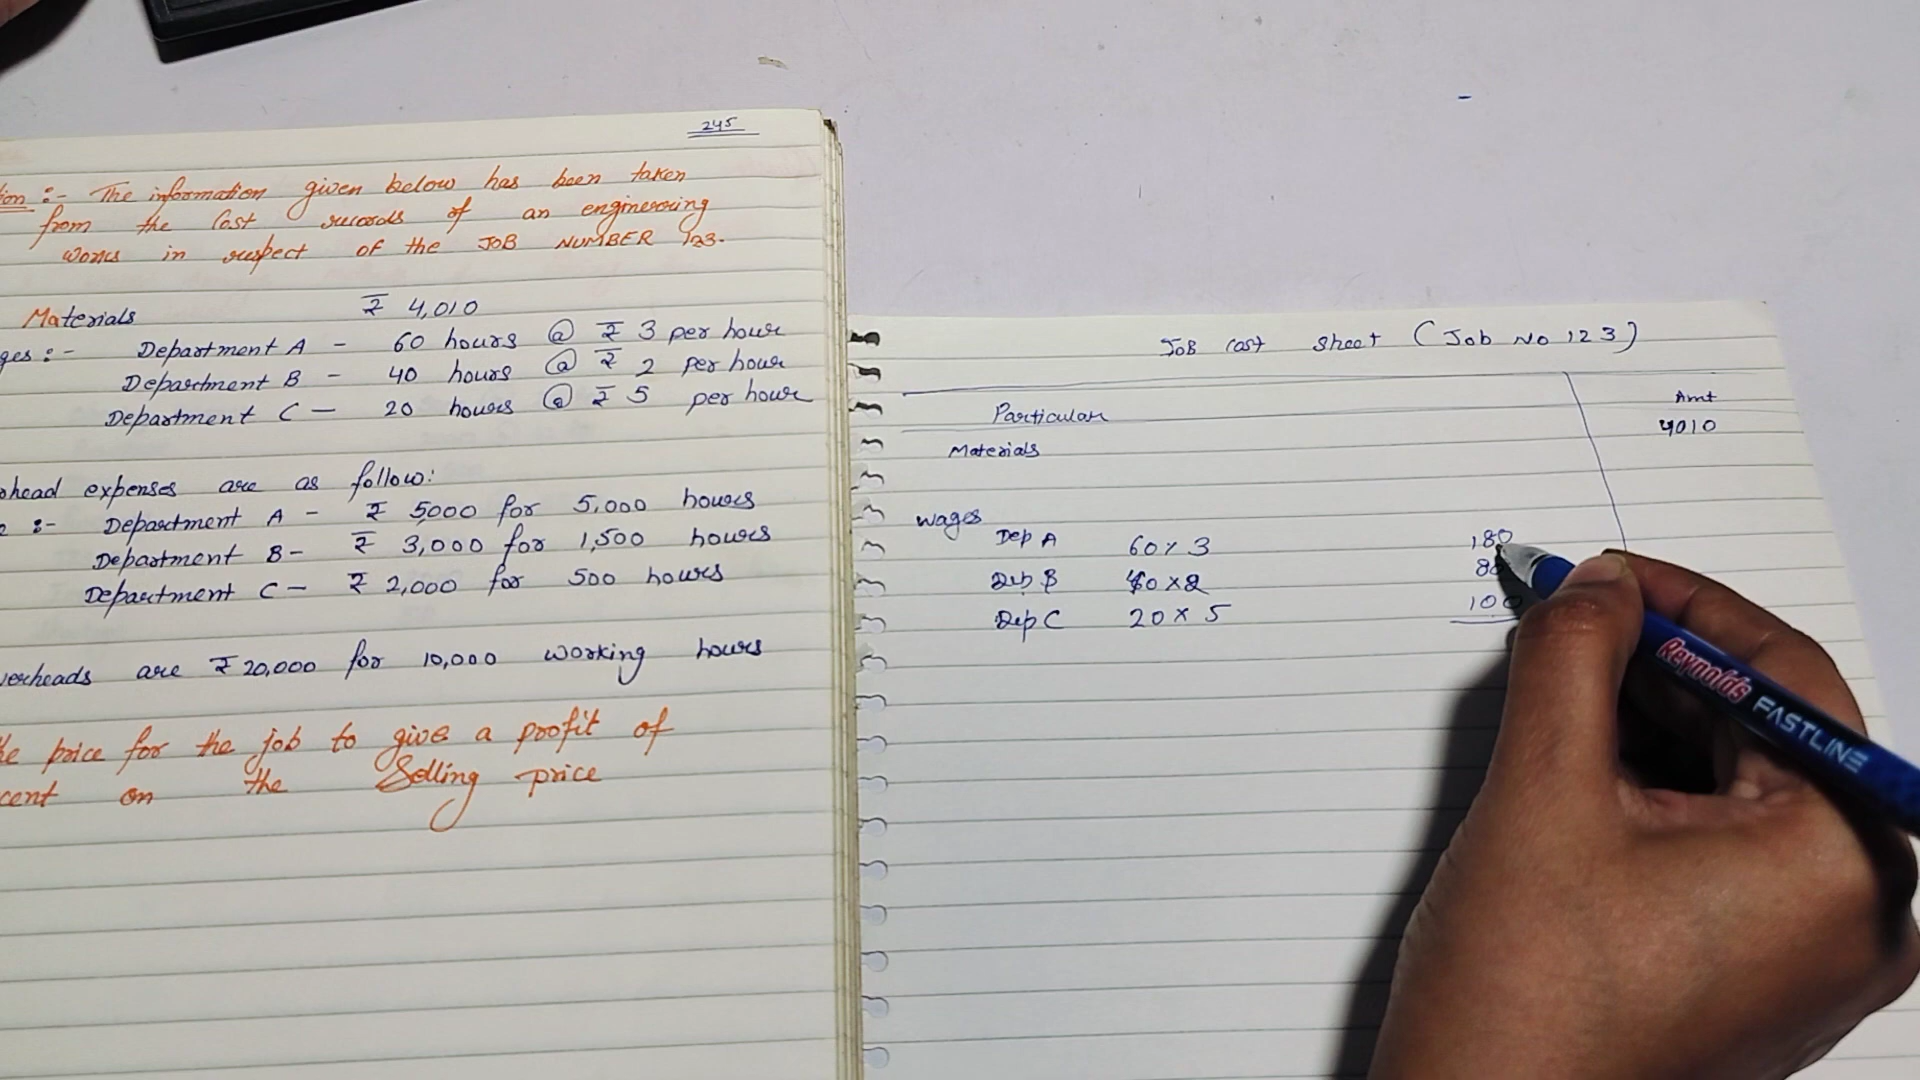 245
ion :- The information given below has been taken
from the Cost records of an engineering
works in respect of the JOB NUMBER 123.
Materials ₹ 4,010
ges :- Department A - 60 hours @ ₹ 3 per hour
Department B - 40 hours @ ₹ 2 per hour
Department C - 20 hours @ ₹ 5 per hour
head expenses are as follow:
:- Department A - ₹ 5000 for 5,000 hours
Department B- ₹ 3,000 for 1,500 hours
Department C - ₹ 2,000 for 500 hours
verheads are ₹ 20,000 for 10,000 working hours
he price for the job to give a profit of
cent on the Selling price
JOB Cost Sheet (Job No 123)
Particular Amt
Materials 4010
Wages
Dep A 60 × 3 180
Dep B 40 × 2 80
Dep C 20 × 5 100
Reynolds FASTLINE